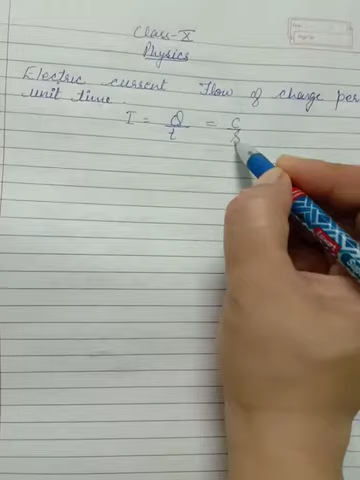 Class-X
Physics
Electric current Flow of charge per
unit time.
I = Q/t = C/s